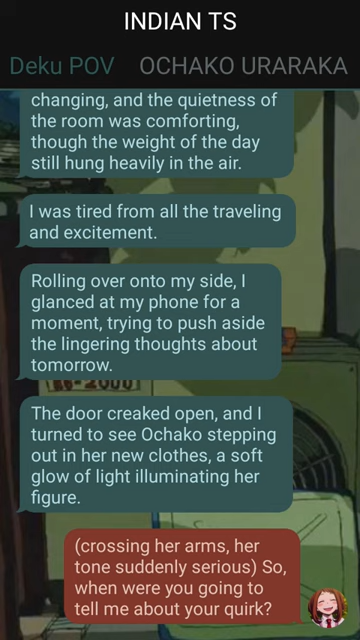 INDIAN TS
Deku POV OCHAKO URARAKA
changing, and the quietness of
the room was comforting,
though the weight of the day
still hung heavily in the air.
I was tired from all the traveling
and excitement.
Rolling over onto my side, I
glanced at my phone for a
moment, trying to push aside
the lingering thoughts about
tomorrow.
The door creaked open, and I
turned to see Ochako stepping
out in her new clothes, a soft
glow of light illuminating her
figure.
(crossing her arms, her
tone suddenly serious) So,
when were you going to
tell me about your quirk?